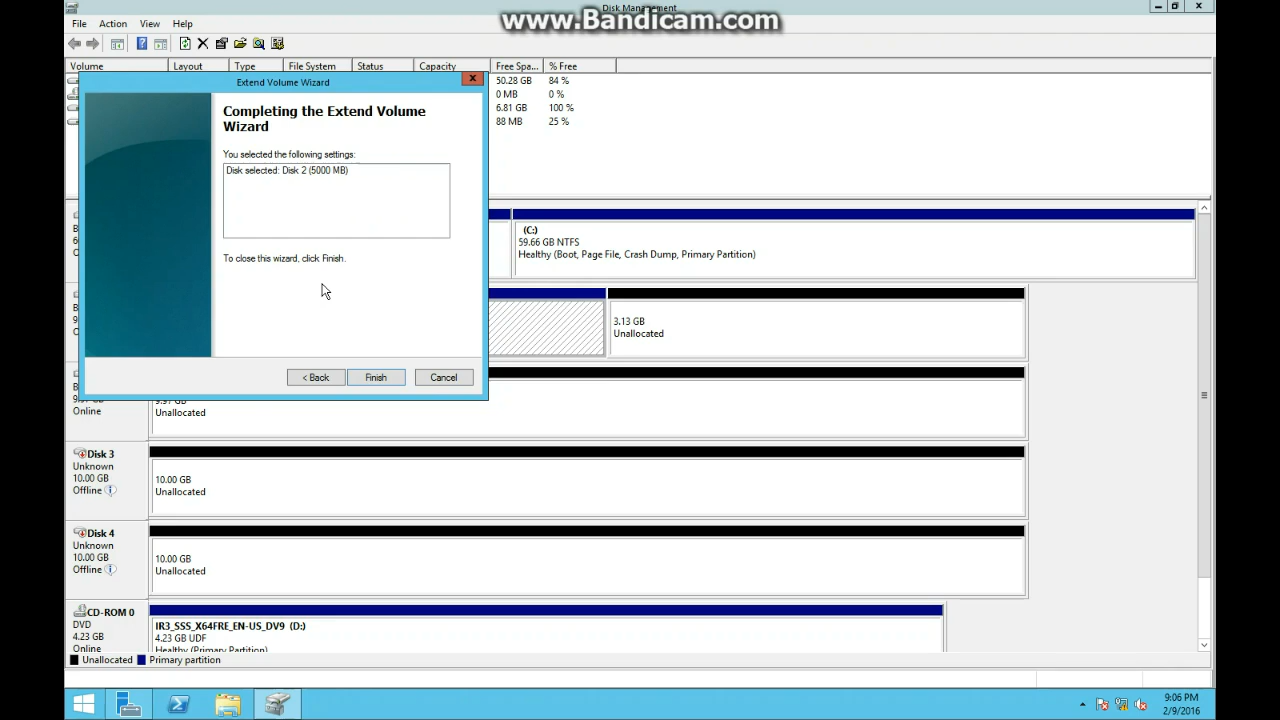 Disk Management
www.Bandicam.com
File Action View Help
Volume Layout Type File System Status Capacity Free Spa... % Free
50.28 GB 84 %
0 MB 0 %
6.81 GB 100 %
88 MB 25 %
Extend Volume Wizard
Completing the Extend Volume
Wizard
You selected the following settings:
Disk selected: Disk 2 (5000 MB)
To close this wizard, click Finish.
< Back Finish Cancel
(C:)
59.66 GB NTFS
Healthy (Boot, Page File, Crash Dump, Primary Partition)
3.13 GB
Unallocated
Online
Unallocated
Disk 3
Unknown
10.00 GB
Offline
10.00 GB
Unallocated
Disk 4
Unknown
10.00 GB
Offline
10.00 GB
Unallocated
CD-ROM 0
DVD
4.23 GB
Online
IR3_SSS_X64FRE_EN-US_DV9 (D:)
4.23 GB UDF
Healthy (Primary Partition)
Unallocated Primary partition
9:06 PM
2/9/2016